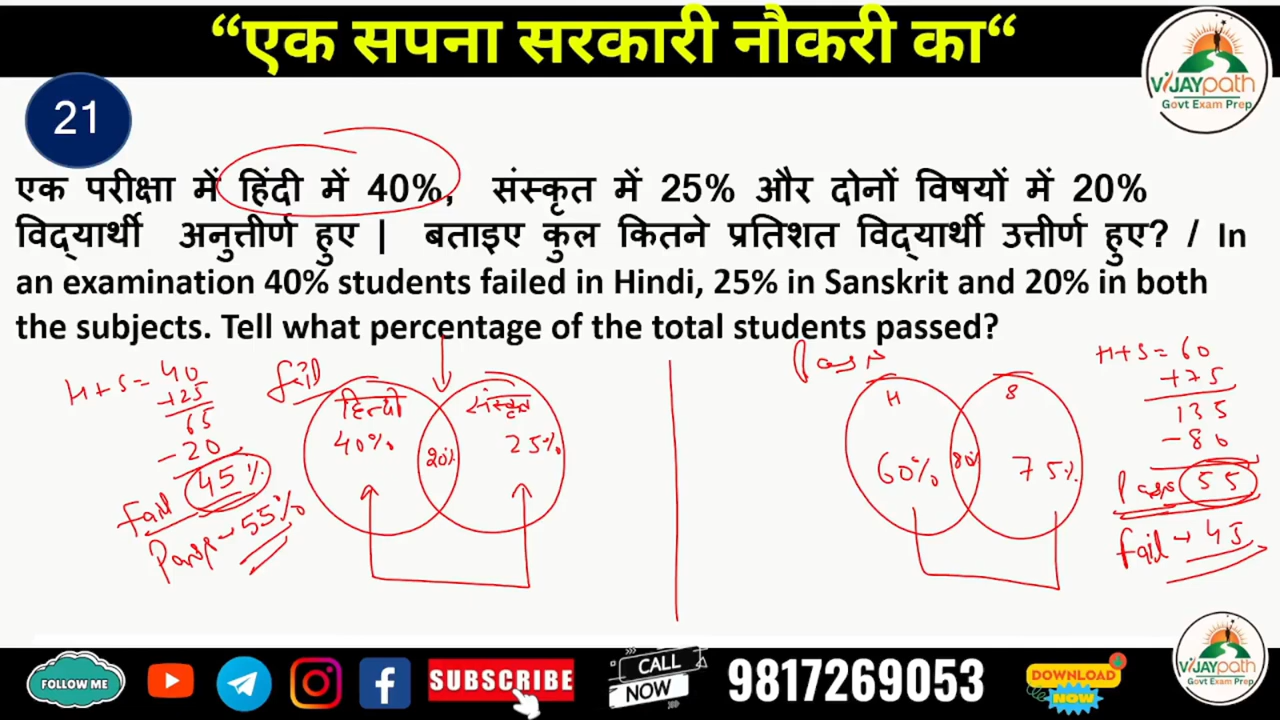 “एक सपना सरकारी नौकरी का“
VIJAYpath
Govt Exam Prep
21
एक परीक्षा में हिंदी में 40%, संस्कृत में 25% और दोनों विषयों में 20%
विद्यार्थी अनुत्तीर्ण हुए | बताइए कुल कितने प्रतिशत विद्यार्थी उत्तीर्ण हुए? / In
an examination 40% students failed in Hindi, 25% in Sanskrit and 20% in both
the subjects. Tell what percentage of the total students passed?
H+S = 40
+25
65
-20
Fail 45%
Pass → 55%
fail
हिन्दी
40%
20%
संस्कृत
25%
Pass
H
60%
80%
S
75%
H+S = 60
+75
135
-80
Pass 55
fail → 45
FOLLOW ME
SUBSCRIBE
CALL
NOW
9817269053
DOWNLOAD
NOW
VIJAYpath
Govt Exam Prep